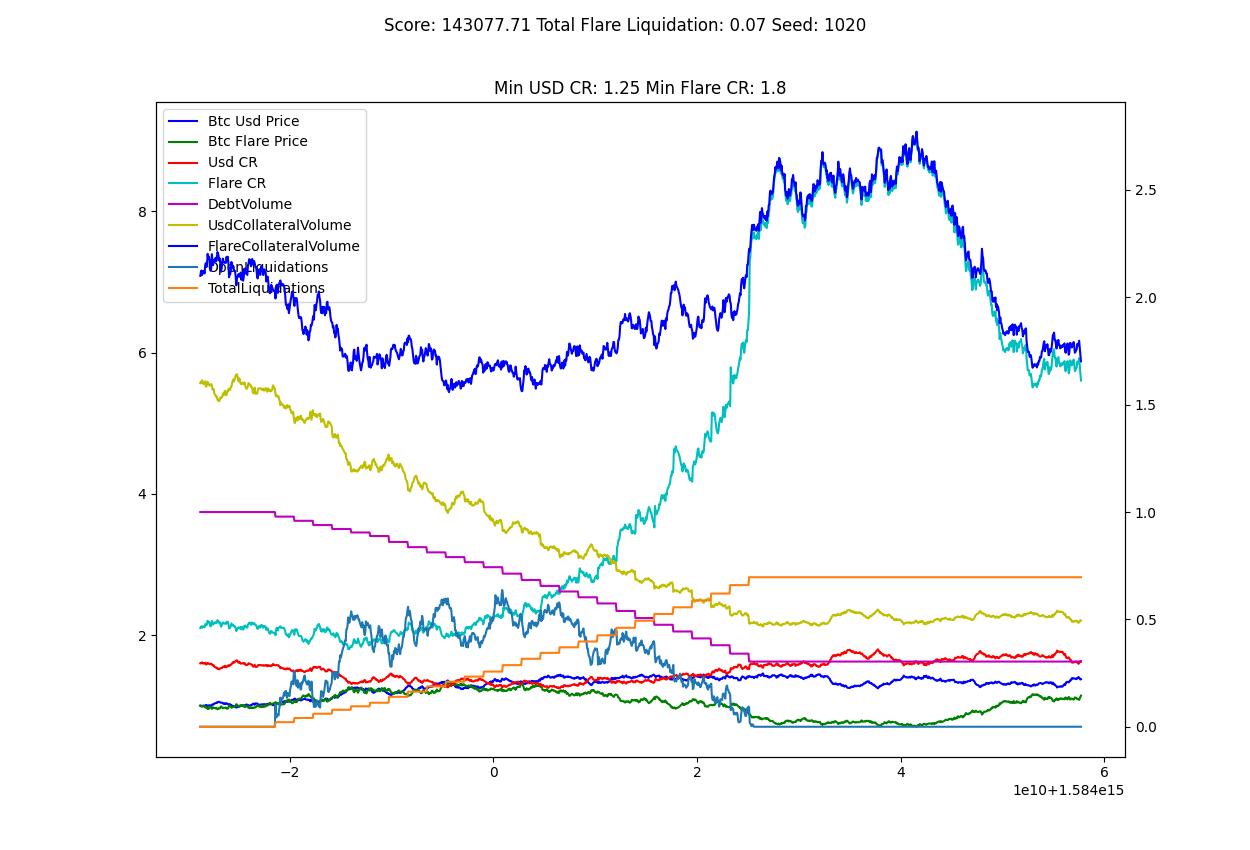 Score: 143077.71 Total Flare Liquidation: 0.07 Seed: 1020
Min USD CR: 1.25 Min Flare CR: 1.8
Btc Usd Price
Btc Flare Price
Usd CR
Flare CR
DebtVolume
UsdCollateralVolume
FlareCollateralVolume
OpenLiquidations
TotalLiquidations
8
6
4
2
2.5
2.0
1.5
1.0
0.5
0.0
−2
0
2
4
6
1e10+1.584e15